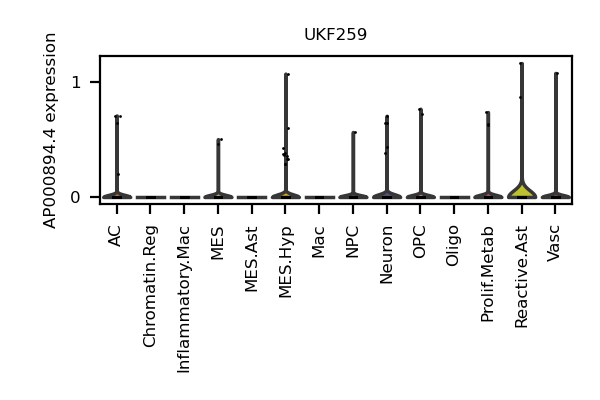 UKF259
AP000894.4 expression
1
0
AC
Chromatin.Reg
Inflammatory.Mac
MES
MES.Ast
MES.Hyp
Mac
NPC
Neuron
OPC
Oligo
Prolif.Metab
Reactive.Ast
Vasc